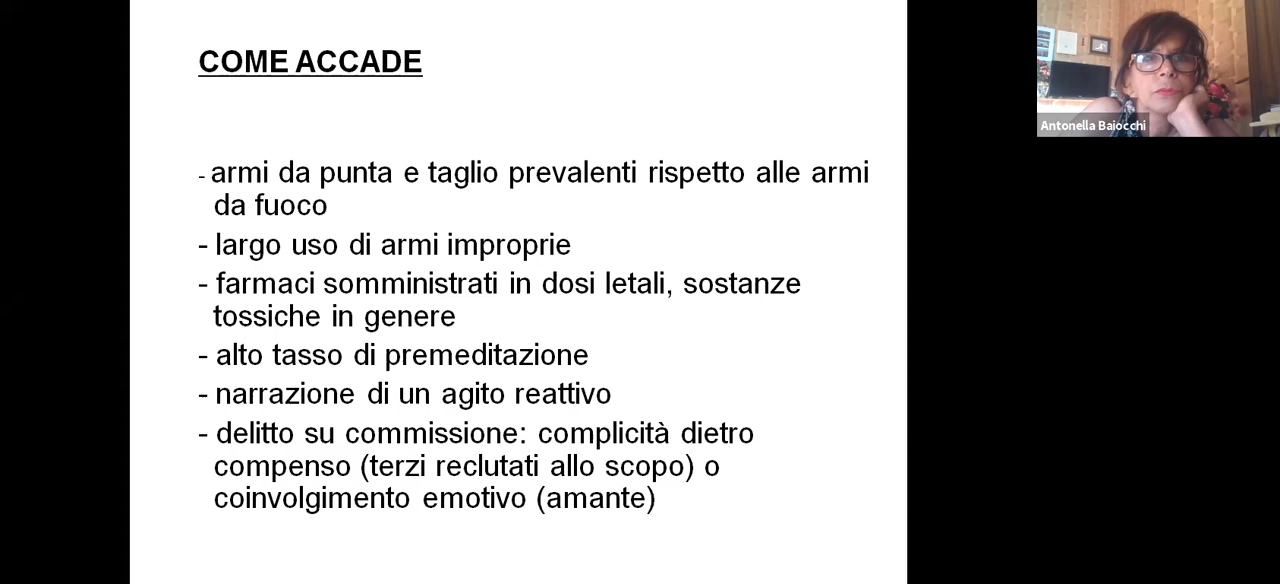 COME ACCADE
- armi da punta e taglio prevalenti rispetto alle armi
da fuoco
- largo uso di armi improprie
- farmaci somministrati in dosi letali, sostanze
tossiche in genere
- alto tasso di premeditazione
- narrazione di un agito reattivo
- delitto su commissione: complicità dietro
compenso (terzi reclutati allo scopo) o
coinvolgimento emotivo (amante)
Antonella Baiocchi